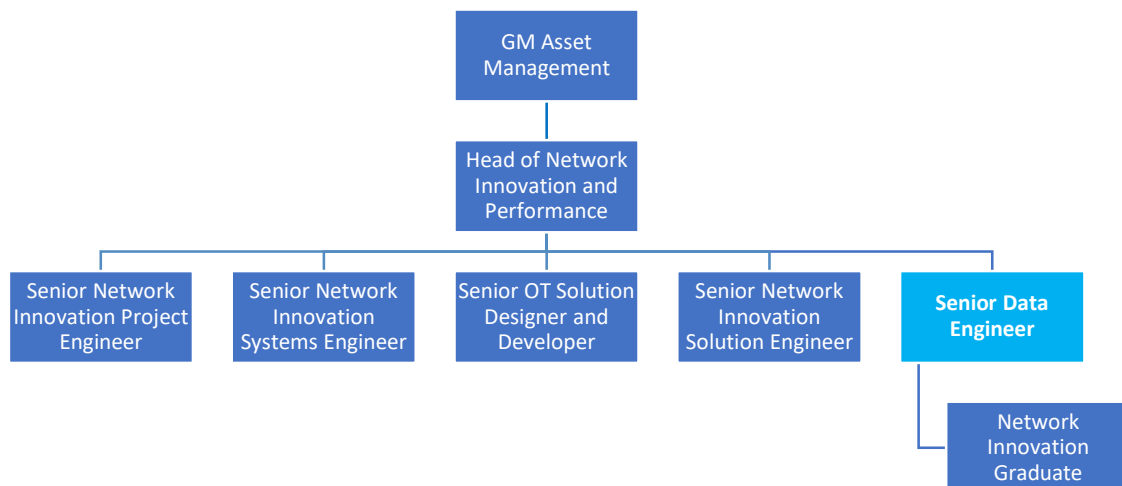 GM Asset
Management
Head of Network
Innovation and
Performance
Senior Network
Innovation Project
Engineer
Senior Network
Innovation
Systems Engineer
Senior OT Solution
Designer and
Developer
Senior Network
Innovation
Solution Engineer
Senior Data
Engineer
Network
Innovation
Graduate